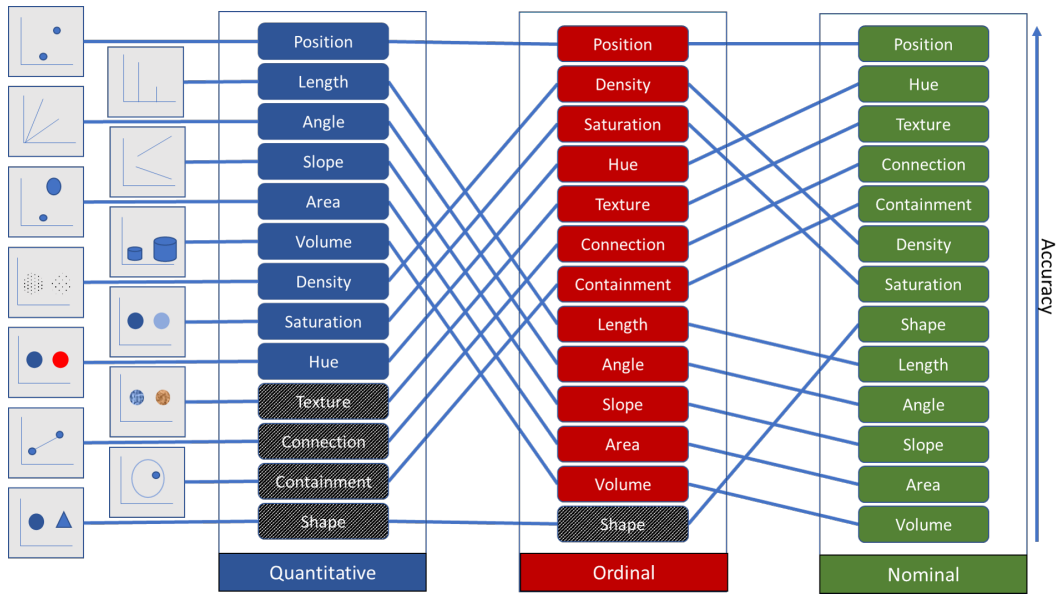 Position
Length
Angle
Slope
Area
Volume
Density
Saturation
Hue
Texture
Connection
Containment
Shape
Quantitative
Position
Density
Saturation
Hue
Texture
Connection
Containment
Length
Angle
Slope
Area
Volume
Shape
Ordinal
Position
Hue
Texture
Connection
Containment
Density
Saturation
Shape
Length
Angle
Slope
Area
Volume
Nominal
Accuracy